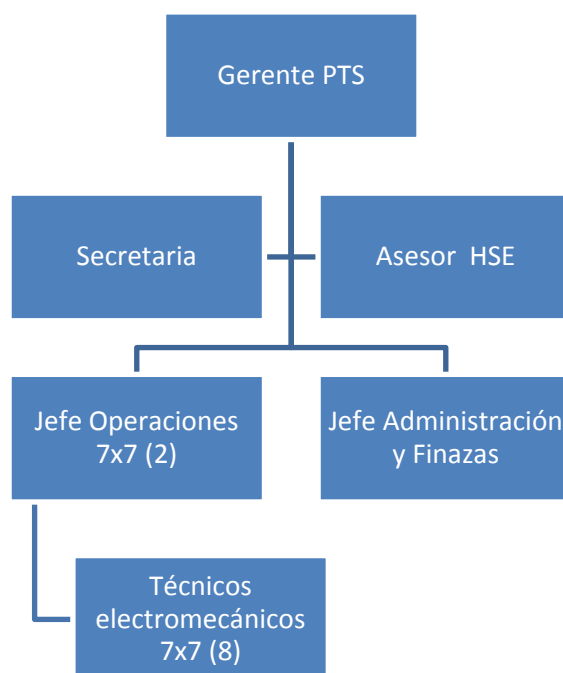 Gerente PTS
Secretaria
Asesor HSE
Jefe Operaciones
7x7 (2)
Jefe Administración
y Finazas
Técnicos
electromecánicos
7x7 (8)